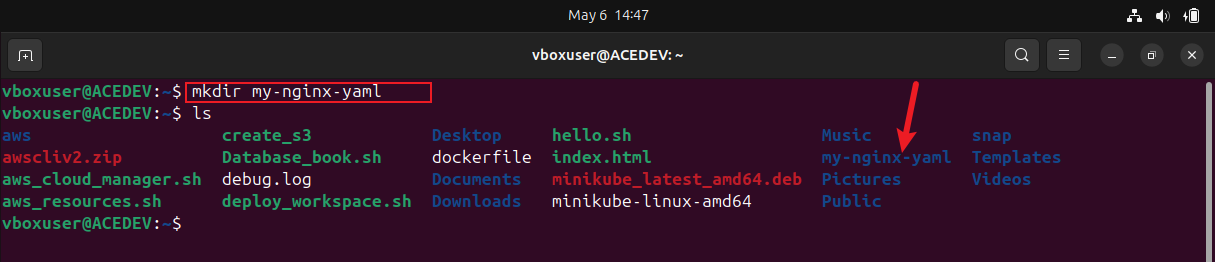 May 6 14:47
vboxuser@ACEDEV: ~
vboxuser@ACEDEV:~$ mkdir my-nginx-yaml
vboxuser@ACEDEV:~$ ls
aws create_s3 Desktop hello.sh Music snap
awscliv2.zip Database_book.sh dockerfile index.html my-nginx-yaml Templates
aws_cloud_manager.sh debug.log Documents minikube_latest_amd64.deb Pictures Videos
aws_resources.sh deploy_workspace.sh Downloads minikube-linux-amd64 Public
vboxuser@ACEDEV:~$